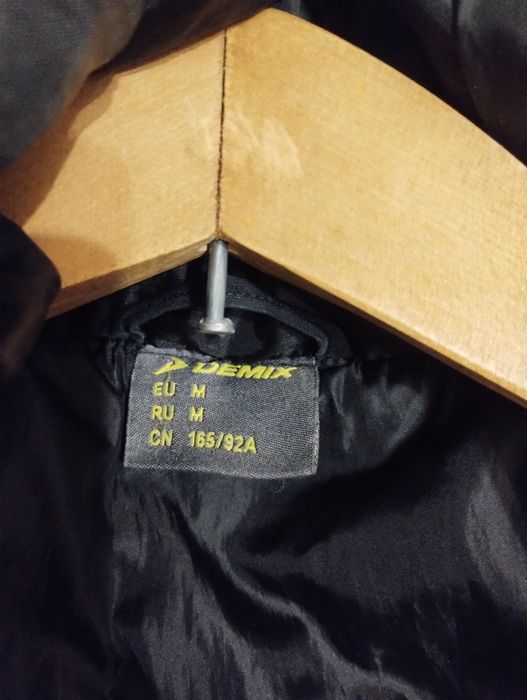 DEMIX
EU M
RU M
CN 165/92A